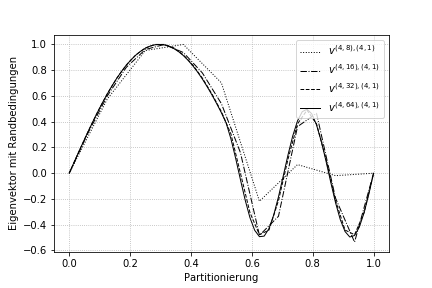 Eigenvektor mit Randbedingungen
1.0
0.8
0.6
0.4
0.2
0.0
−0.2
−0.4
−0.6
V^(4, 8), (4, 1)
V^(4, 16), (4, 1)
V^(4, 32), (4, 1)
V^(4, 64), (4, 1)
0.0 0.2 0.4 0.6 0.8 1.0
Partitionierung